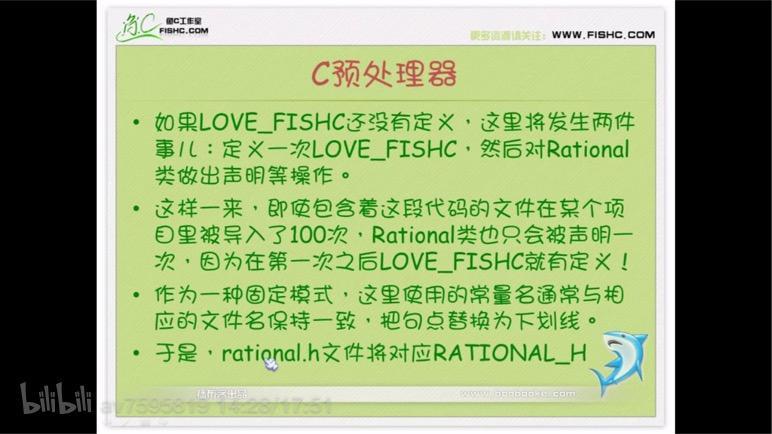 鱼C工作室
FISHC.COM
更多资源请关注：WWW.FISHC.COM
C预处理器
• 如果LOVE_FISHC还没有定义，这里将发生两件
事儿：定义一次LOVE_FISHC，然后对Rational
类做出声明等操作。
• 这样一来，即使包含着这段代码的文件在某个项
目里被导入了100次，Rational类也只会被声明一
次，因为在第一次之后LOVE_FISHC就有定义！
• 作为一种固定模式，这里使用的常量名通常与相
应的文件名保持一致，把句点替换为下划线。
• 于是，rational.h文件将对应RATIONAL_H
bilibili av7595819 14:28/17:51